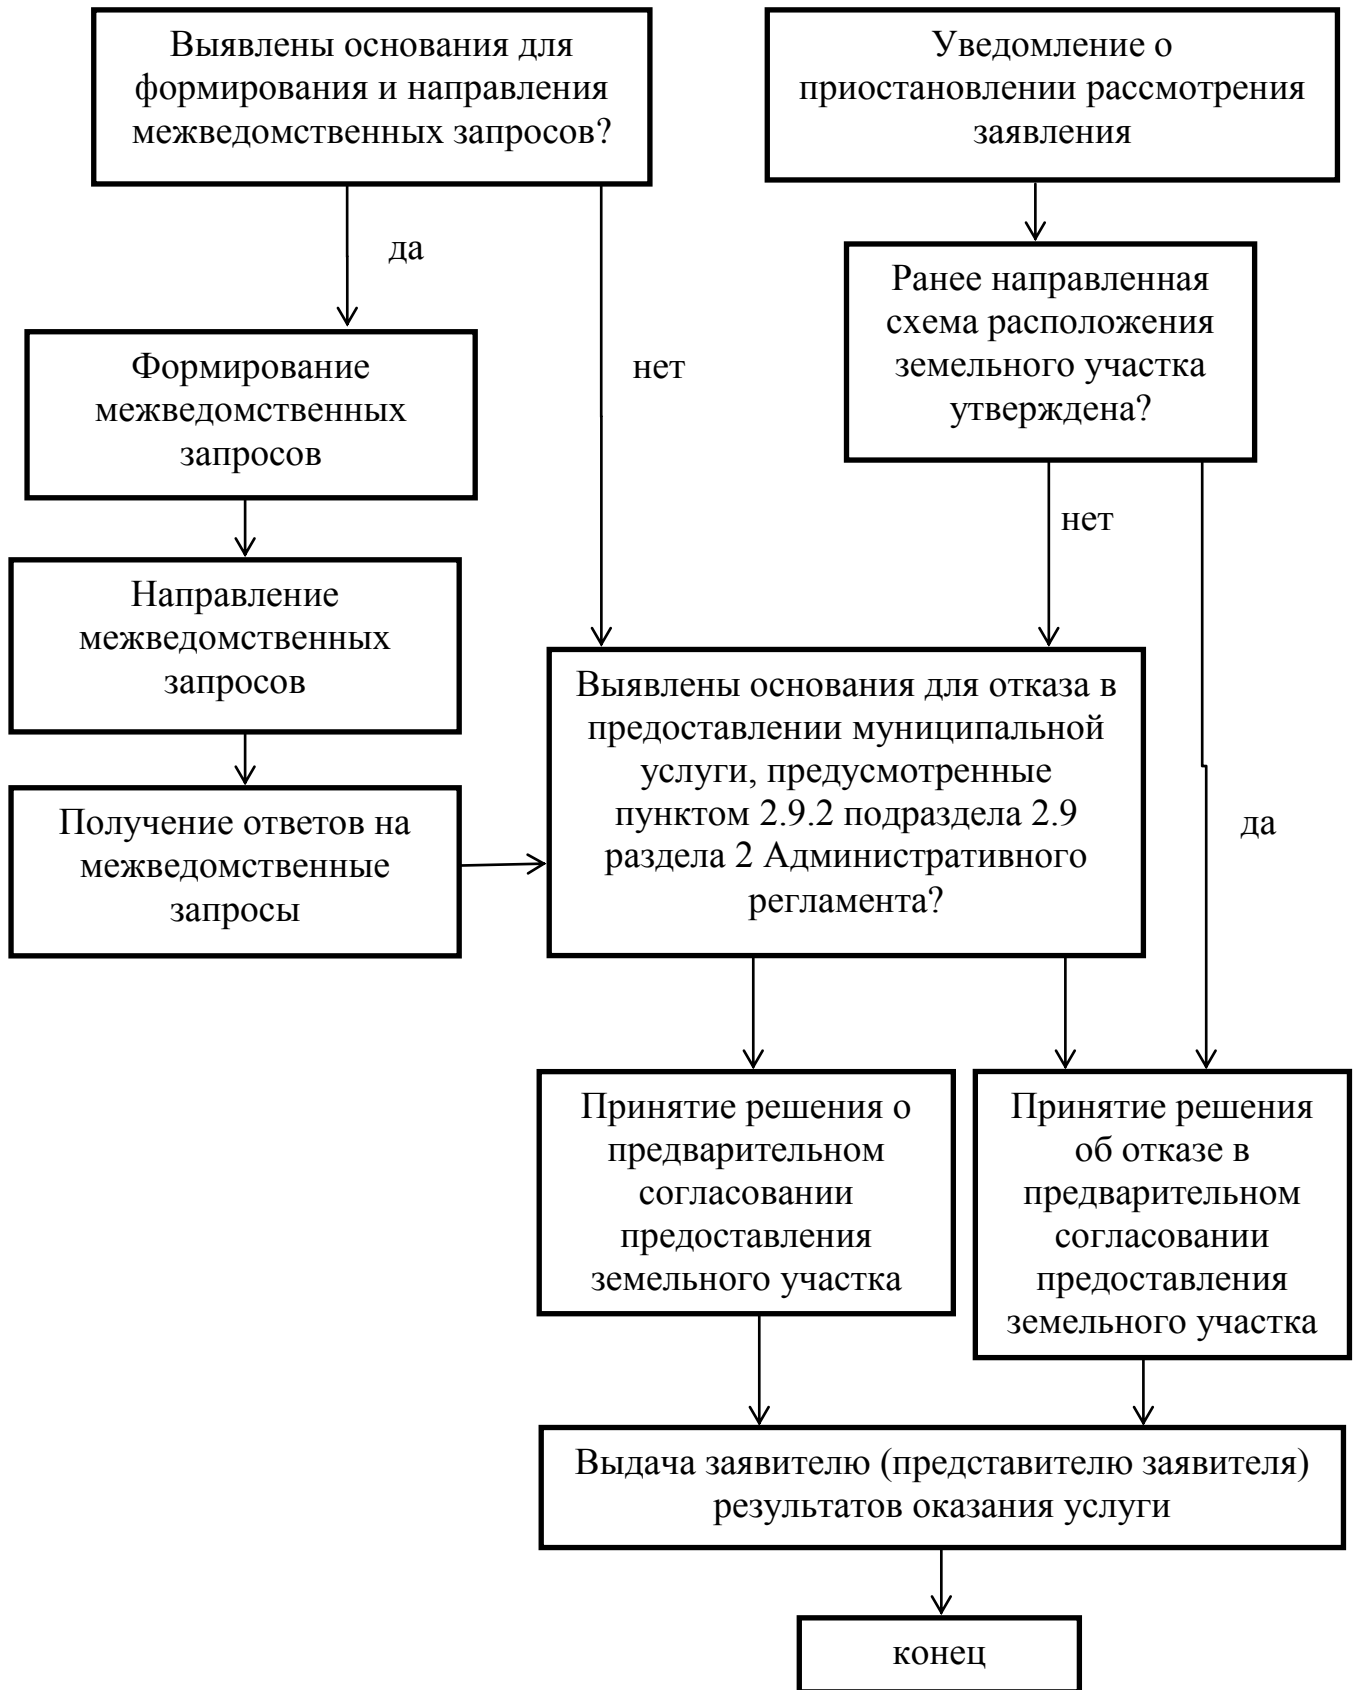 Выявлены основания для
формирования и направления
межведомственных запросов?
Уведомление о
приостановлении рассмотрения
заявления
да
Ранее направленная
схема расположения
земельного участка
утверждена?
Формирование
межведомственных
запросов
нет
нет
Направление
межведомственных
запросов
Выявлены основания для отказа в
предоставлении муниципальной
услуги, предусмотренные
пунктом 2.9.2 подраздела 2.9
раздела 2 Административного
регламента?
Получение ответов на
межведомственные
запросы
да
Принятие решения о
предварительном
согласовании
предоставления
земельного участка
Принятие решения
об отказе в
предварительном
согласовании
предоставления
земельного участка
Выдача заявителю (представителю заявителя)
результатов оказания услуги
конец